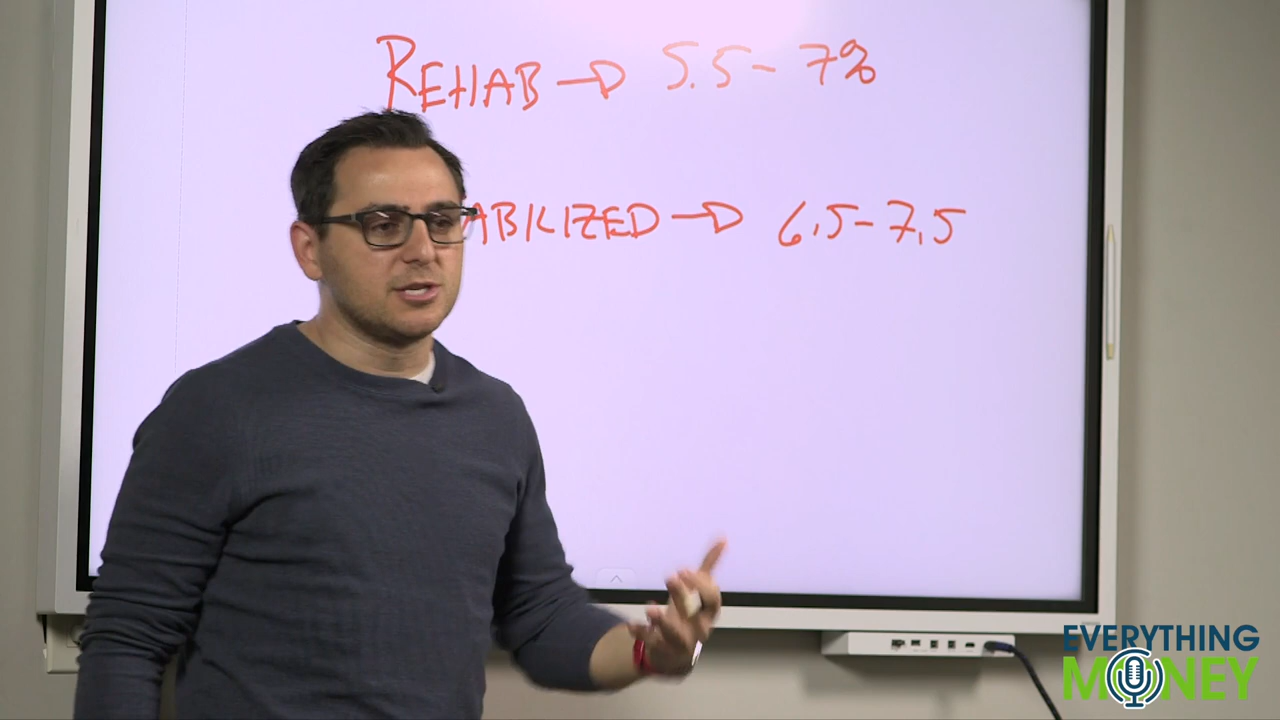 REHAB → 5.5 - 7%
ABILIZED → 6.5 - 7.5
EVERYTHING
MONEY